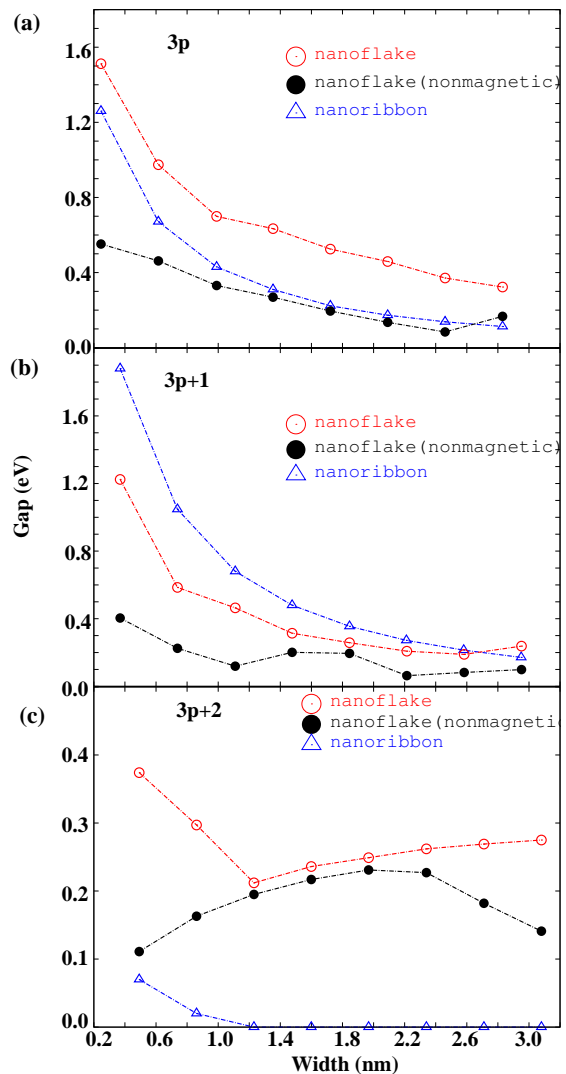 (a)
3p
nanoflake
nanoflake(nonmagnetic)
nanoribbon
1.6
1.2
0.8
0.4
0.0
(b)
3p+1
nanoflake
nanoflake(nonmagnetic)
nanoribbon
1.6
1.2
0.8
0.4
0.0
Gap (eV)
(c)
3p+2
nanoflake
nanoflake(nonmagnetic
nanoribbon
0.4
0.3
0.2
0.1
0.0
0.2 0.6 1.0 1.4 1.8 2.2 2.6 3.0
Width (nm)